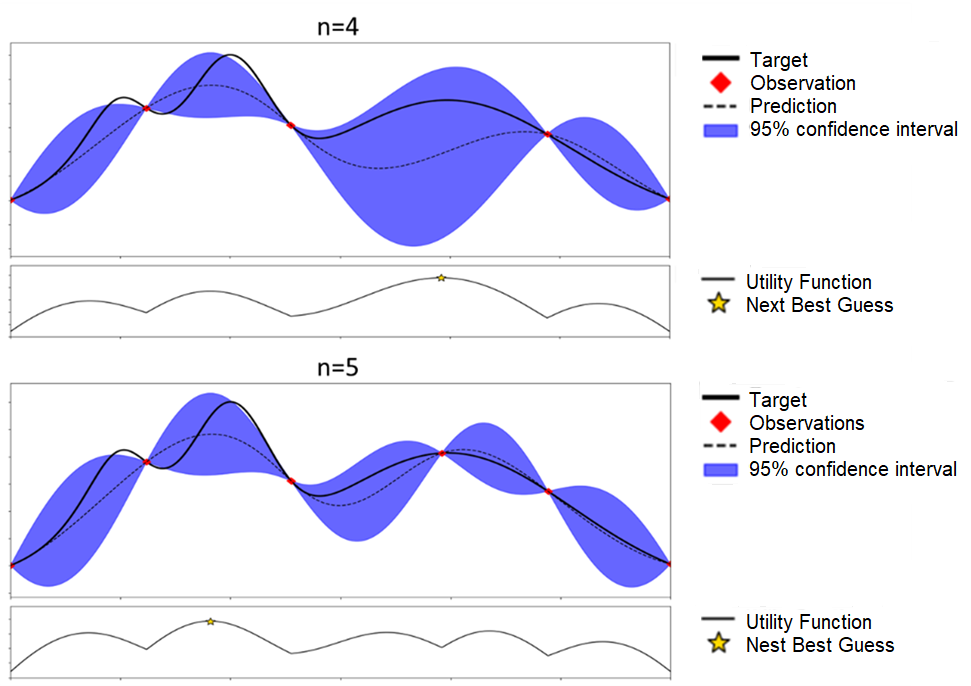 n=4
Target
Observation
Prediction
95% confidence interval
Utility Function
Next Best Guess
n=5
Target
Observations
Prediction
95% confidence interval
Utility Function
Nest Best Guess